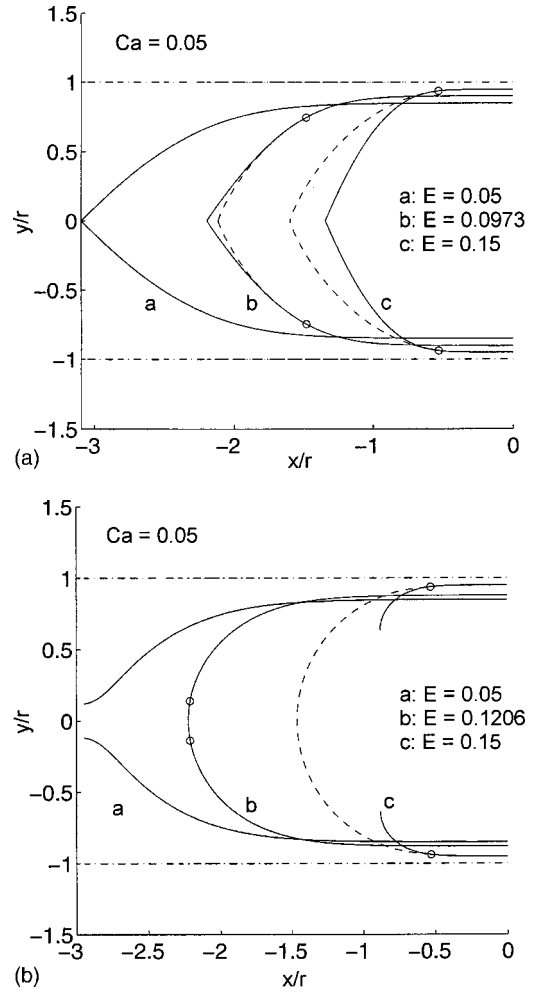 1.5
Ca = 0.05
1
0.5
a: E = 0.05
b: E = 0.0973
c: E = 0.15
y/r
0
a
b
c
-0.5
-1
-1.5
-3
-2
-1
0
(a)
x/r
1.5
Ca = 0.05
1
0.5
a: E = 0.05
b: E = 0.1206
c: E = 0.15
y/r
0
a
b
c
-0.5
-1
-1.5
-3
-2.5
-2
-1.5
-1
-0.5
0
(b)
x/r